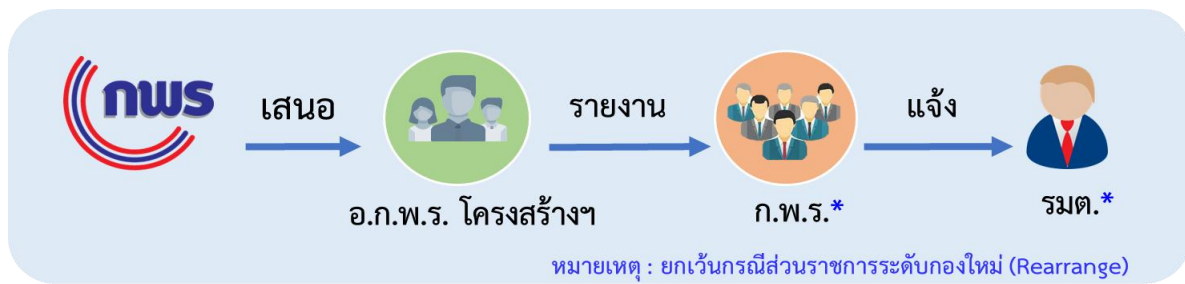 กพร
เสนอ
รายงาน
แจ้ง
อ.ก.พ.ร. โครงสร้างฯ
ก.พ.ร.*
รมต.*
หมายเหตุ : ยกเว้นกรณีส่วนราชการระดับกองใหม่ (Rearrange)